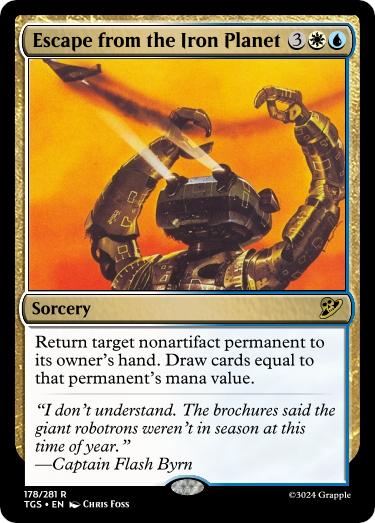 Escape from the Iron Planet 3
Sorcery
Return target nonartifact permanent to
its owner's hand. Draw cards equal to
that permanent's mana value.
“I don't understand. The brochures said the
giant robotrons weren't in season at this
time of year.”
—Captain Flash Byrn
178/281 R
TGS • EN Chris Foss
©3024 Grapple